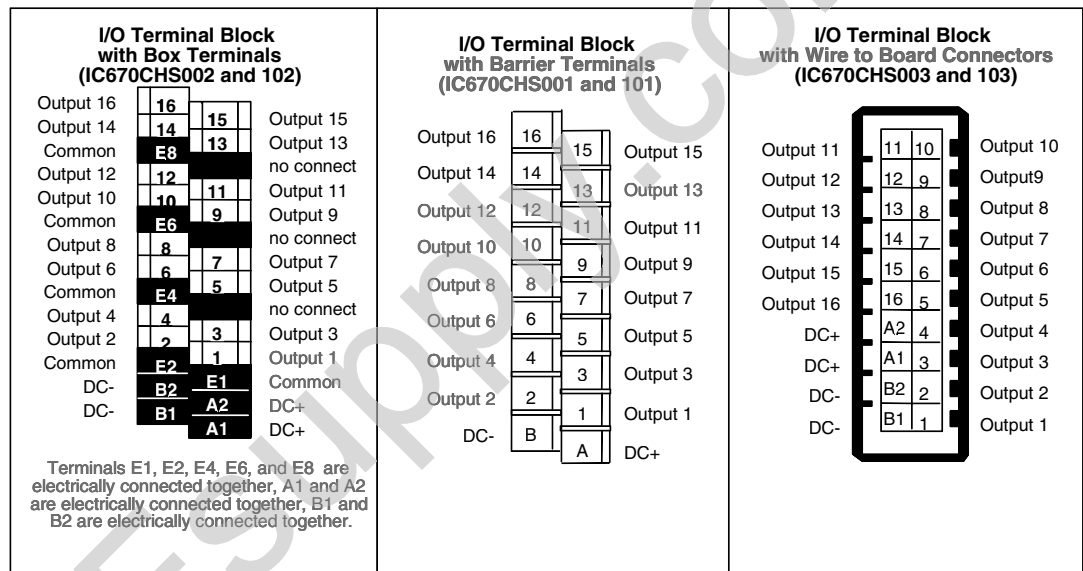 I/O Terminal Block
with Box Terminals
(IC670CHS002 and 102)
Output 16 16
15 Output 15
Output 14 14
13 Output 13
Common E8
no connect
Output 12 12
11 Output 11
Output 10 10
9 Output 9
Common E6
no connect
Output 8 8
7 Output 7
Output 6 6
5 Output 5
Common E4
no connect
Output 4 4
3 Output 3
Output 2 2
1 Output 1
Common E2
E1 Common
DC- B2
A2 DC+
DC- B1
A1 DC+
Terminals E1, E2, E4, E6, and E8 are
electrically connected together, A1 and A2
are electrically connected together, B1 and
B2 are electrically connected together.
I/O Terminal Block
with Barrier Terminals
(IC670CHS001 and 101)
Output 16 16
15 Output 15
Output 14 14
13 Output 13
Output 12 12
11 Output 11
Output 10 10
9 Output 9
Output 8 8
7 Output 7
Output 6 6
5 Output 5
Output 4 4
3 Output 3
Output 2 2
1 Output 1
DC- B
A DC+
I/O Terminal Block
with Wire to Board Connectors
(IC670CHS003 and 103)
Output 11 11 10 Output 10
Output 12 12 9 Output9
Output 13 13 8 Output 8
Output 14 14 7 Output 7
Output 15 15 6 Output 6
Output 16 16 5 Output 5
DC+ A2 4 Output 4
DC+ A1 3 Output 3
DC- B2 2 Output 2
DC- B1 1 Output 1